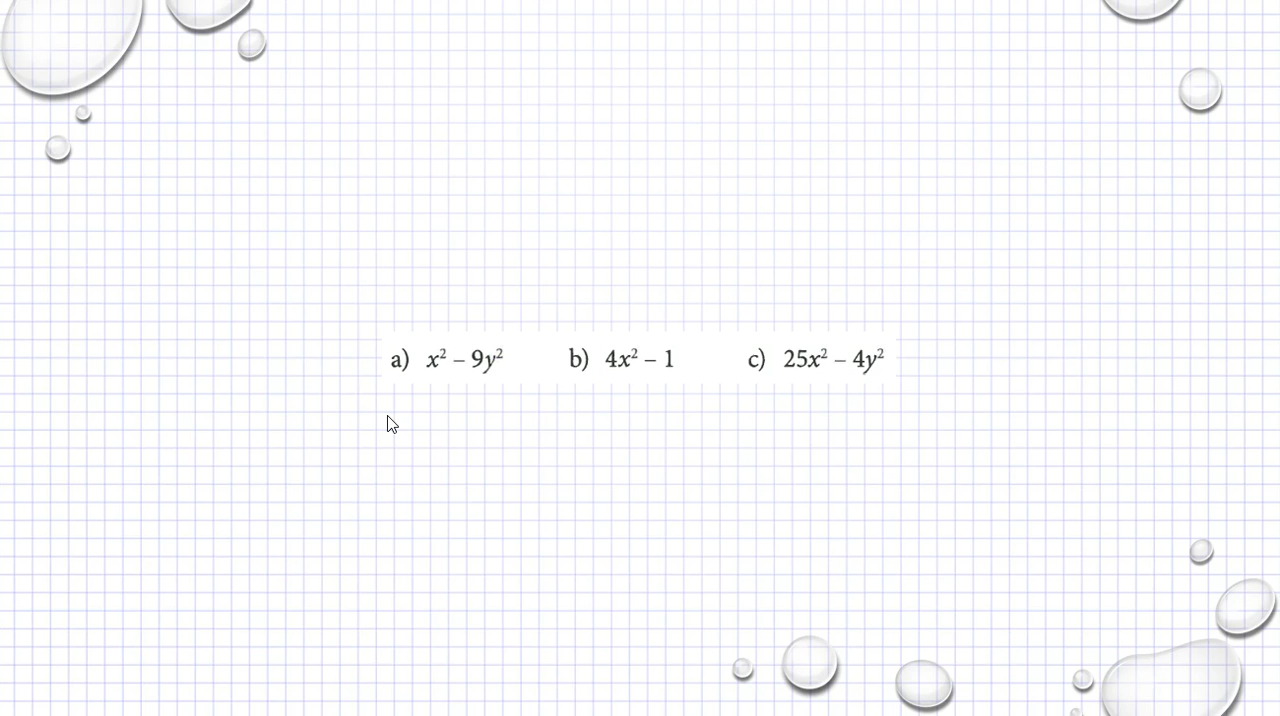 a) x² – 9y² b) 4x² – 1 c) 25x² – 4y²